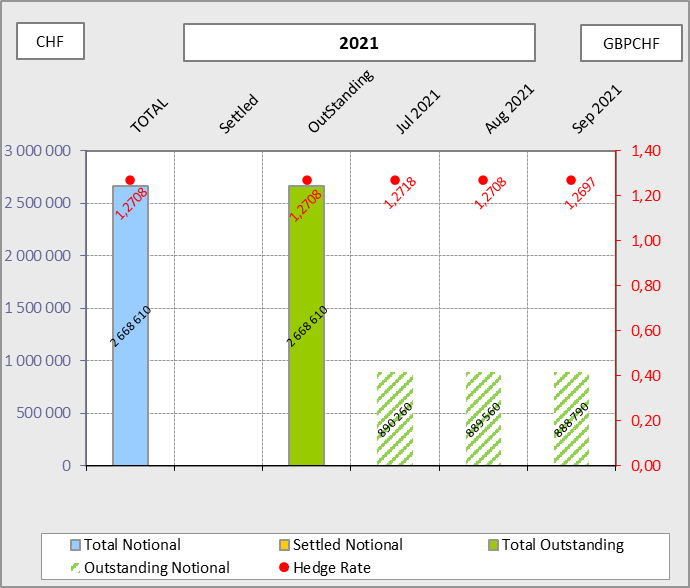 CHF
2021
GBPCHF
TOTAL
Settled
OutStanding
Jul 2021
Aug 2021
Sep 2021
3 000 000
2 500 000
2 000 000
1 500 000
1 000 000
500 000
0
1,40
1,20
1,00
0,80
0,60
0,40
0,20
0,00
1,2708
1,2708
1,2718
1,2708
1,2697
2 668 610
2 668 610
890 260
889 560
888 790
Total Notional
Settled Notional
Total Outstanding
Outstanding Notional
Hedge Rate